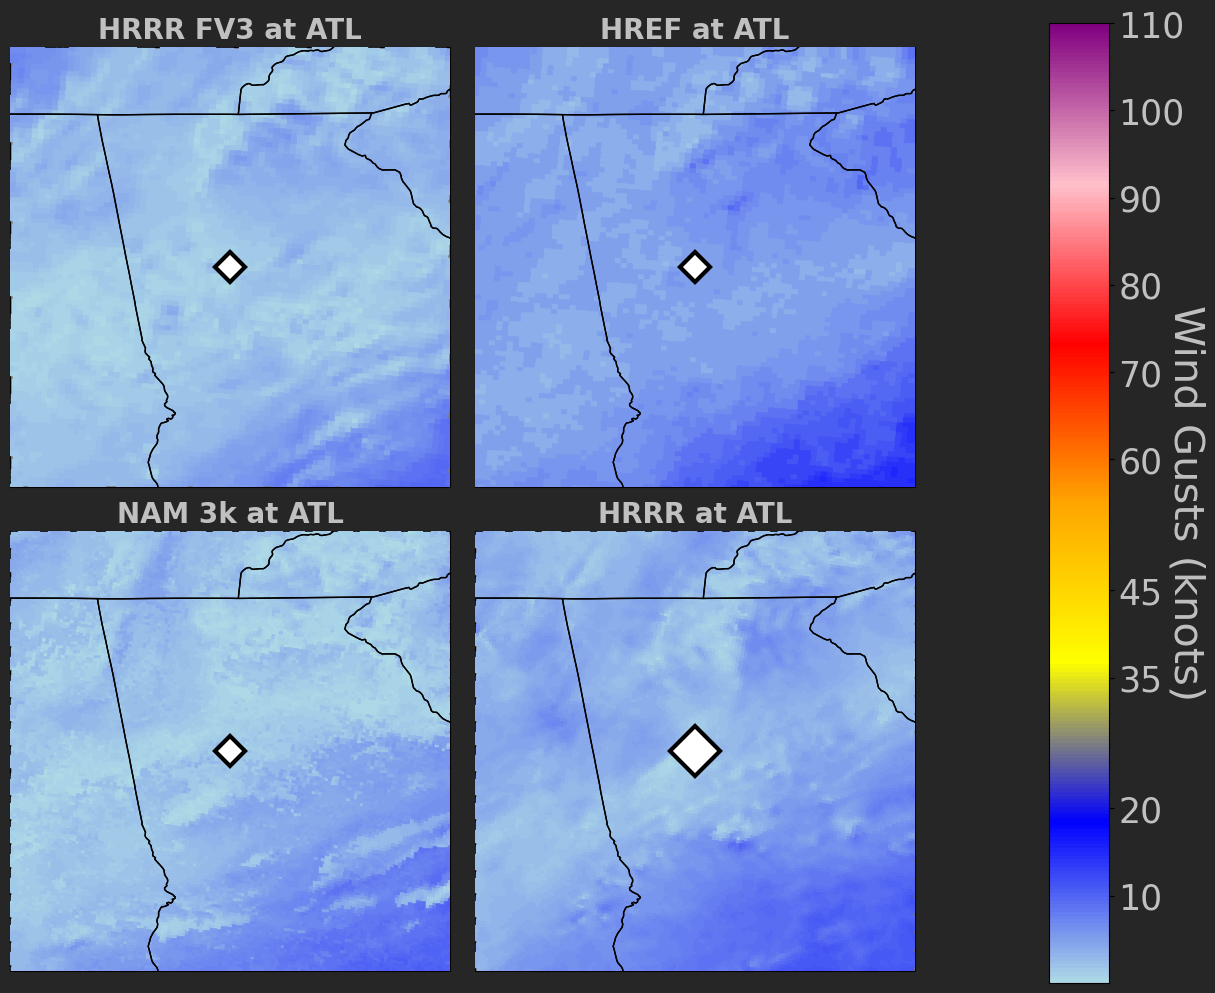 HRRR FV3 at ATL
HREF at ATL
NAM 3k at ATL
HRRR at ATL
110
100
90
80
70
60
45
35
20
10
Wind Gusts (knots)